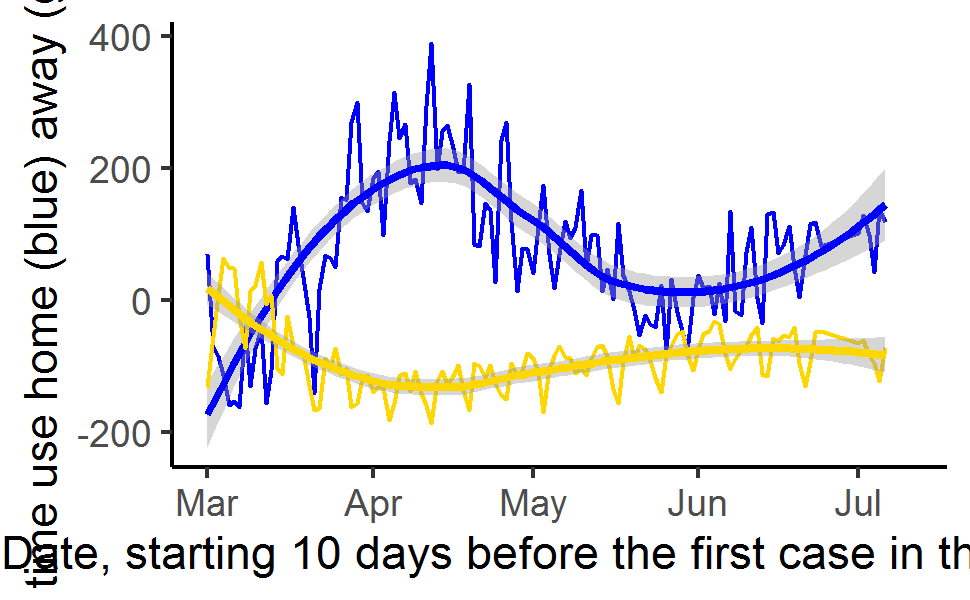 time use home (blue) away (
400
200
0
-200
Mar Apr May Jun Jul
Date, starting 10 days before the first case in th